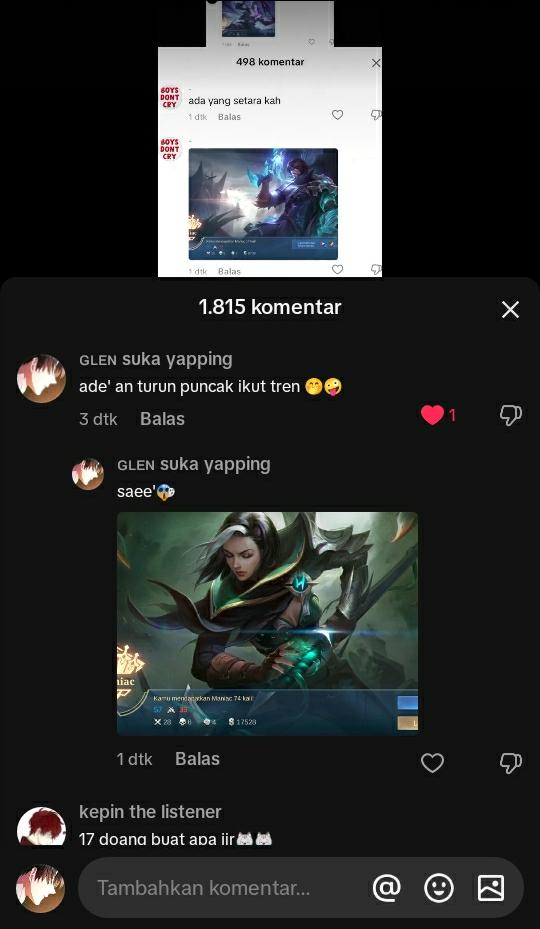 1 dtk Balas
498 komentar
BOYS
DONT
CRY
ada yang setara kah
1 dtk Balas
BOYS
DONT
CRY
1 dtk Balas
1.815 komentar
GLEN suka yapping
ade' an turun puncak ikut tren 🤭🤪
3 dtk Balas
1
GLEN suka yapping
saee'😱
niac
Kamu mendapatkan Maniac 74 kali!
57 33
28 6 4 17528
1 dtk Balas
kepin the listener
17 doang buat apa jir
Tambahkan komentar...